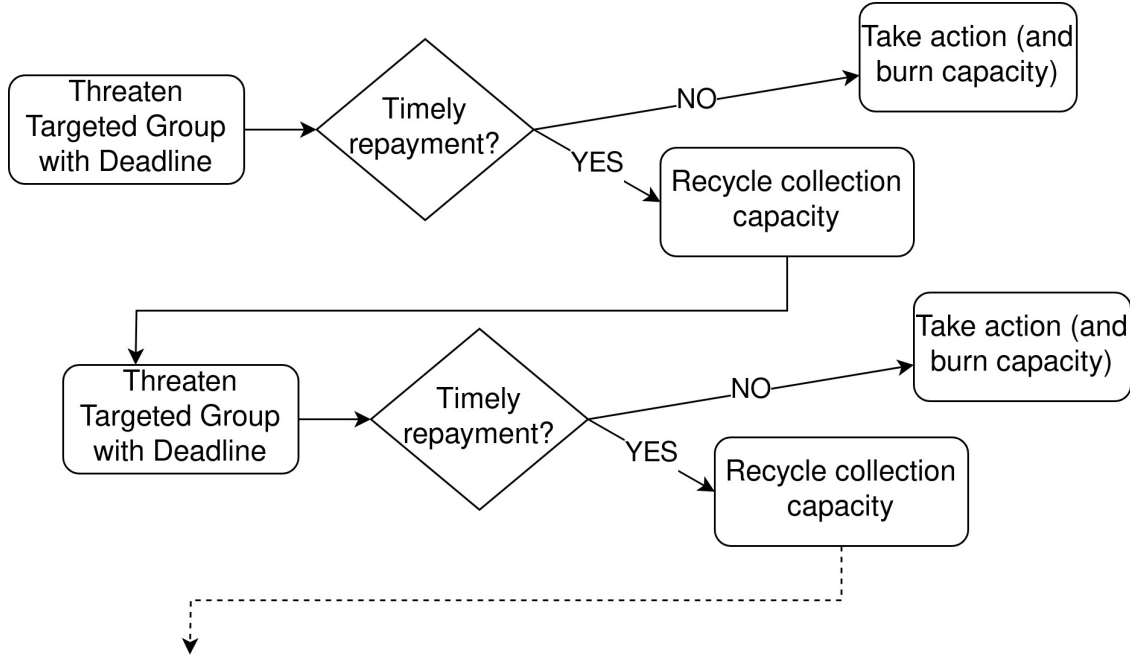 Threaten
Targeted Group
with Deadline
Timely
repayment?
NO
Take action (and
burn capacity)
YES
Recycle collection
capacity
Threaten
Targeted Group
with Deadline
Timely
repayment?
NO
Take action (and
burn capacity)
YES
Recycle collection
capacity